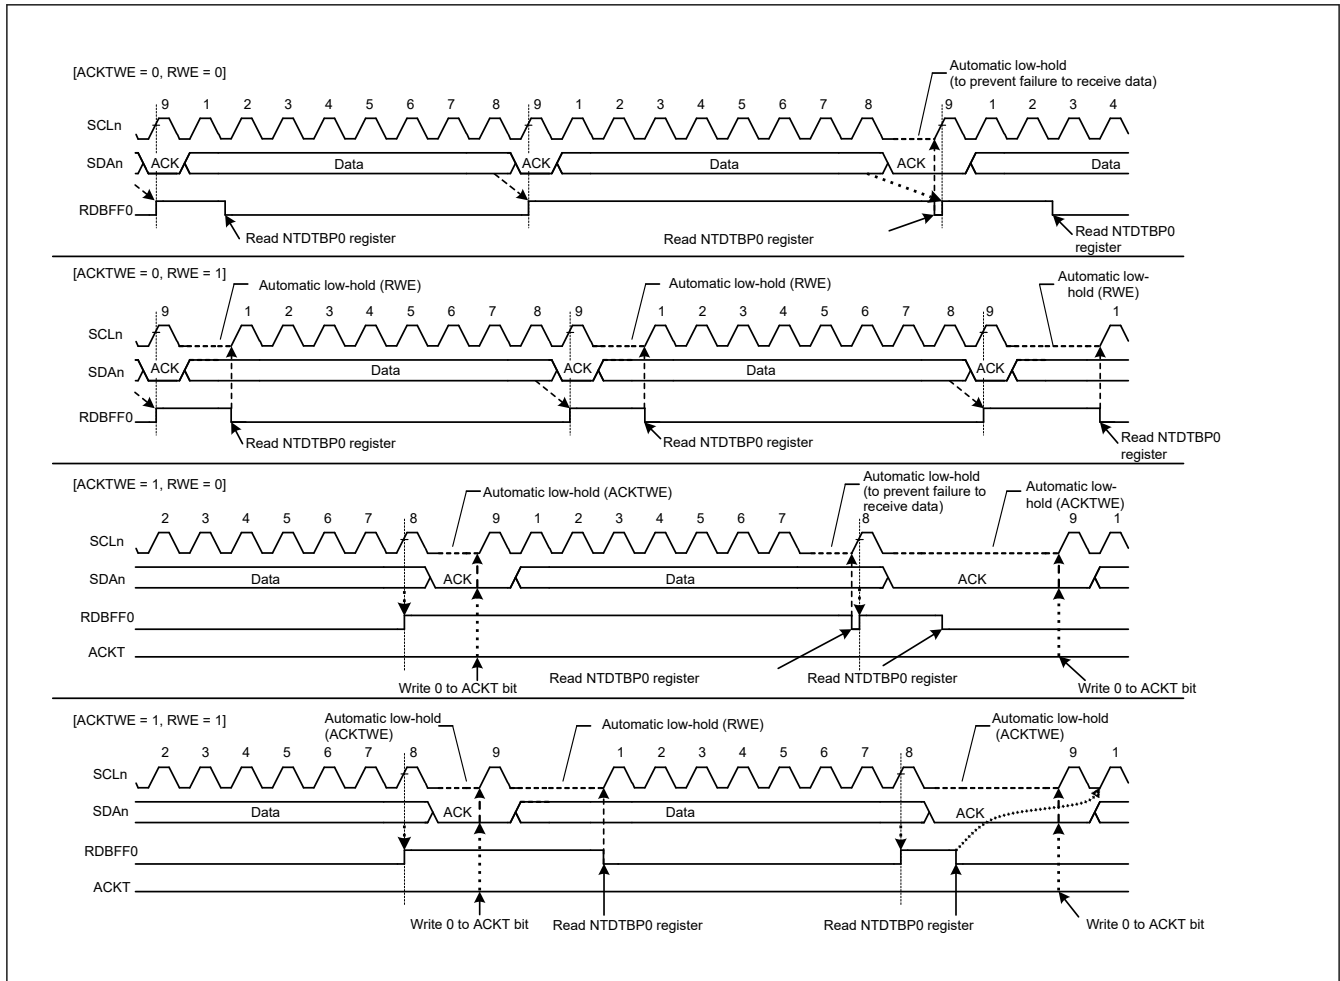 [ACKTWE = 0, RWE = 0]
Automatic low-hold
(to prevent failure to receive data)
9 1 2 3 4 5 6 7 8 9 1 2 3 4 5 6 7 8 9 1 2 3 4
SCLn
SDAn ACK Data ACK Data ACK Data
RDBFF0
Read NTDTBP0 register
Read NTDTBP0 register
Read NTDTBP0
register
[ACKTWE = 0, RWE = 1]
Automatic low-hold (RWE)
Automatic low-hold (RWE)
Automatic low-
hold (RWE)
9 1 2 3 4 5 6 7 8 9 1 2 3 4 5 6 7 8 9 1
SCLn
SDAn ACK Data ACK Data ACK
RDBFF0
Read NTDTBP0 register
Read NTDTBP0 register
Read NTDTBP0
register
[ACKTWE = 1, RWE = 0]
Automatic low-hold (ACKTWE)
Automatic low-hold
(to prevent failure to
receive data)
Automatic low-
hold (ACKTWE)
2 3 4 5 6 7 8 9 1 2 3 4 5 6 7 8 9 1
SCLn
SDAn Data ACK Data ACK
RDBFF0
ACKT
Write 0 to ACKT bit
Read NTDTBP0 register
Read NTDTBP0 register
Write 0 to ACKT bit
[ACKTWE = 1, RWE = 1]
Automatic low-hold
(ACKTWE)
Automatic low-hold (RWE)
Automatic low-hold
(ACKTWE)
2 3 4 5 6 7 8 9 1 2 3 4 5 6 7 8 9 1
SCLn
SDAn Data ACK Data ACK
RDBFF0
ACKT
Write 0 to ACKT bit
Read NTDTBP0 register
Read NTDTBP0 register
Write 0 to ACKT bit